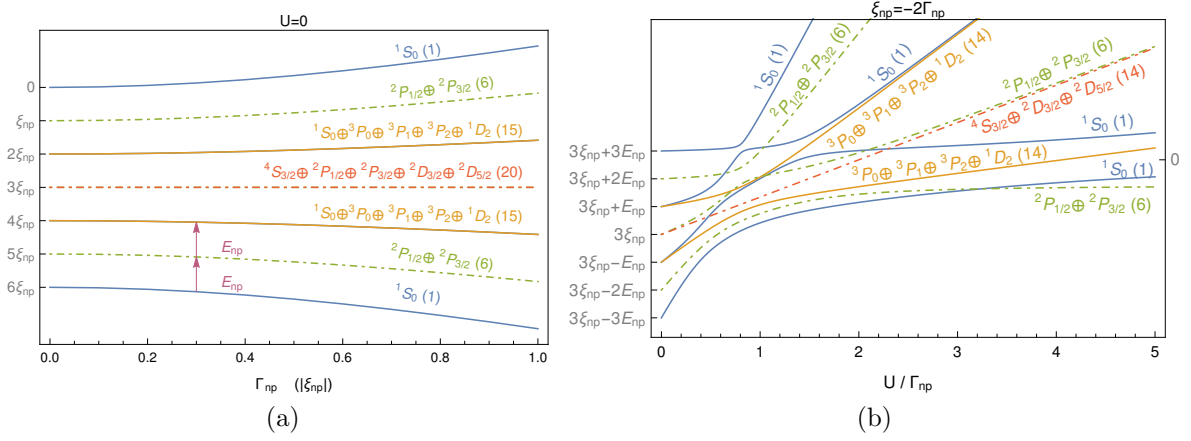 U=0
¹S₀ (1)
²P₁/₂⊕ ²P₃/₂ (6)
¹S₀⊕ ³P₀⊕ ³P₁⊕ ³P₂⊕ ¹D₂ (15)
⁴S₃/₂⊕ ²P₁/₂⊕ ²P₃/₂⊕ ²D₃/₂⊕ ²D₅/₂ (20)
¹S₀⊕ ³P₀⊕ ³P₁⊕ ³P₂⊕ ¹D₂ (15)
²P₁/₂⊕ ²P₃/₂ (6)
¹S₀ (1)
Eₙₚ
Eₙₚ
0
ξₙₚ
2ξₙₚ
3ξₙₚ
4ξₙₚ
5ξₙₚ
6ξₙₚ
0.0 0.2 0.4 0.6 0.8 1.0
Γₙₚ (|ξₙₚ|)
(a)
ξₙₚ=−2Γₙₚ
¹S₀ (1)
²P₁/₂⊕ ²P₃/₂ (6)
¹S₀ (1)
³P₀⊕ ³P₁⊕ ³P₂⊕ ¹D₂ (14)
²P₁/₂⊕ ²P₃/₂ (6)
⁴S₃/₂⊕ ²D₃/₂⊕ ²D₅/₂ (14)
¹S₀ (1)
³P₀⊕ ³P₁⊕ ³P₂⊕ ¹D₂ (14)
¹S₀ (1)
²P₁/₂⊕ ²P₃/₂ (6)
3ξₙₚ+3Eₙₚ
3ξₙₚ+2Eₙₚ
3ξₙₚ+Eₙₚ
3ξₙₚ
3ξₙₚ−Eₙₚ
3ξₙₚ−2Eₙₚ
3ξₙₚ−3Eₙₚ
0
0 1 2 3 4 5
U / Γₙₚ
(b)